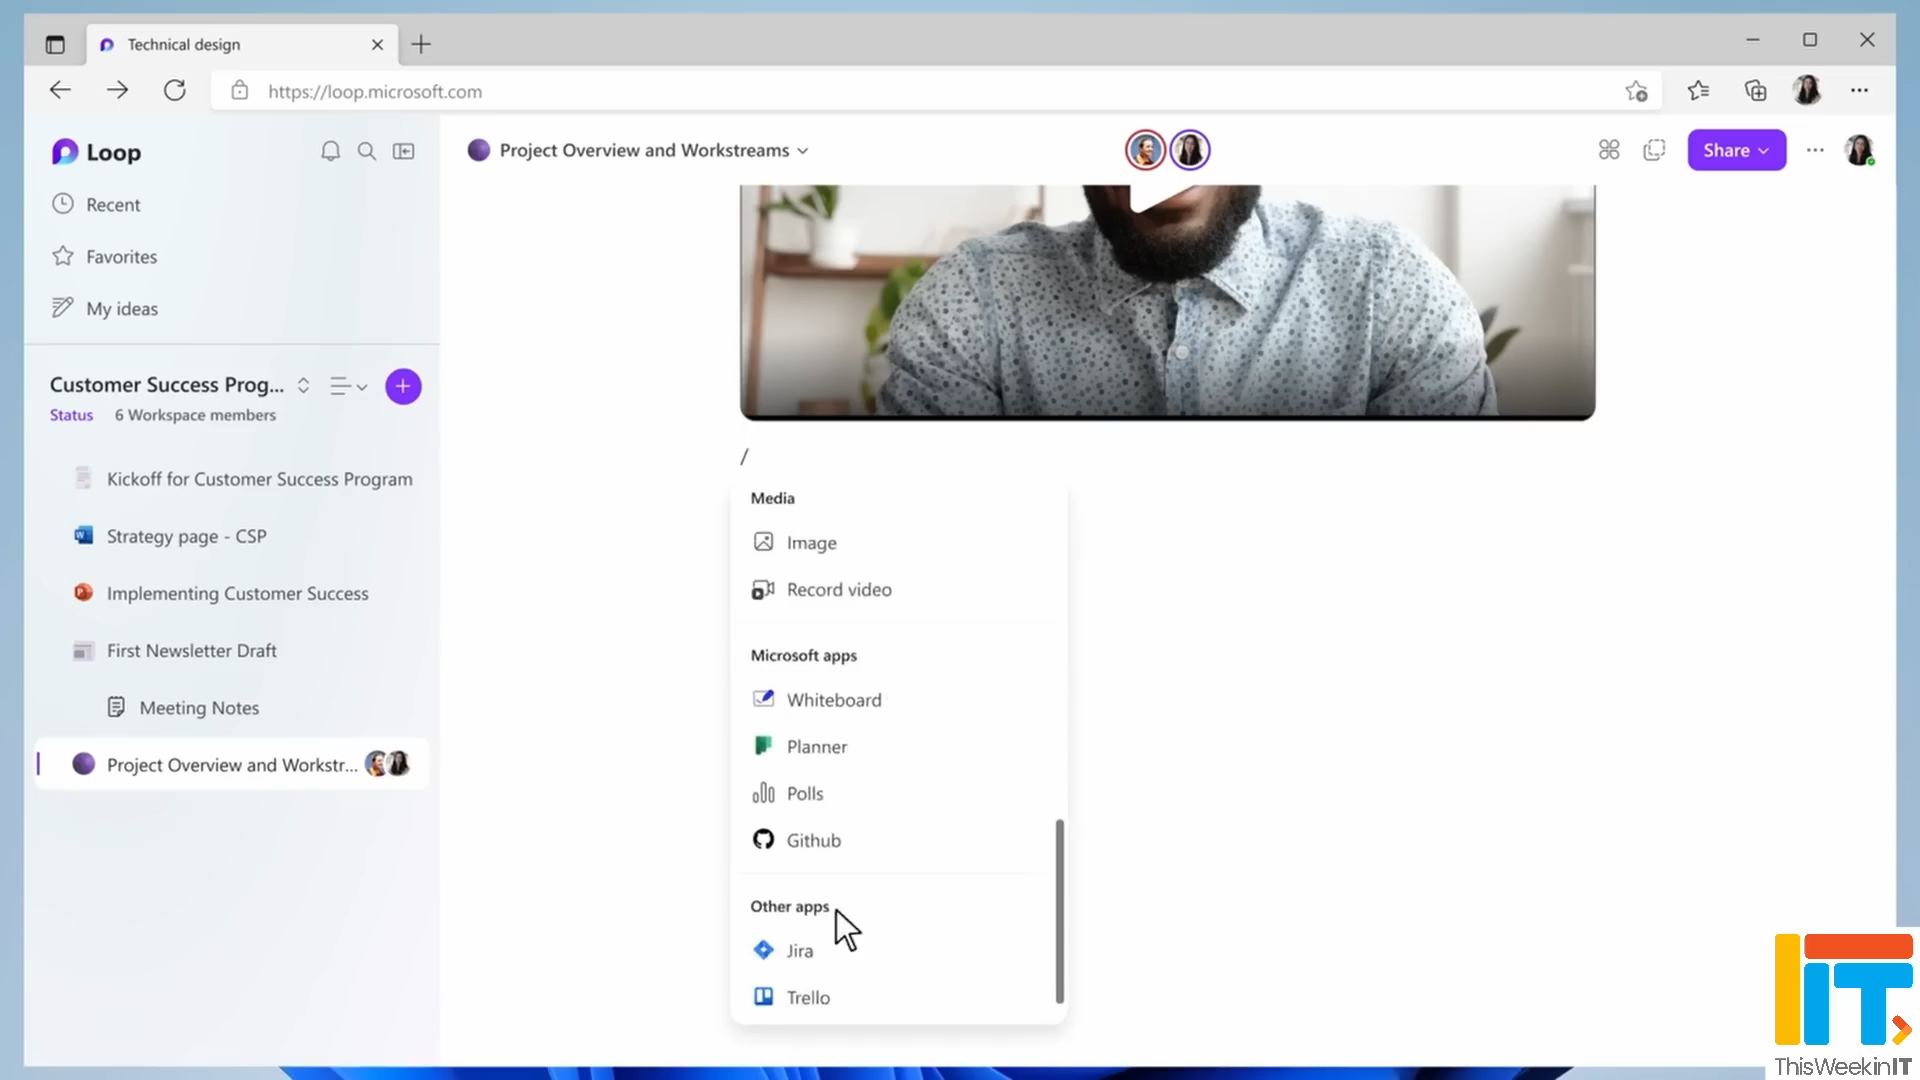 Technical design
https://loop.microsoft.com
Loop
Recent
Favorites
My ideas
Customer Success Prog...
Status 6 Workspace members
Kickoff for Customer Success Program
Strategy page - CSP
Implementing Customer Success
First Newsletter Draft
Meeting Notes
Project Overview and Workstr...
Project Overview and Workstreams
Share
/
Media
Image
Record video
Microsoft apps
Whiteboard
Planner
Polls
Github
Other apps
Jira
Trello
IT
ThisWeekinIT